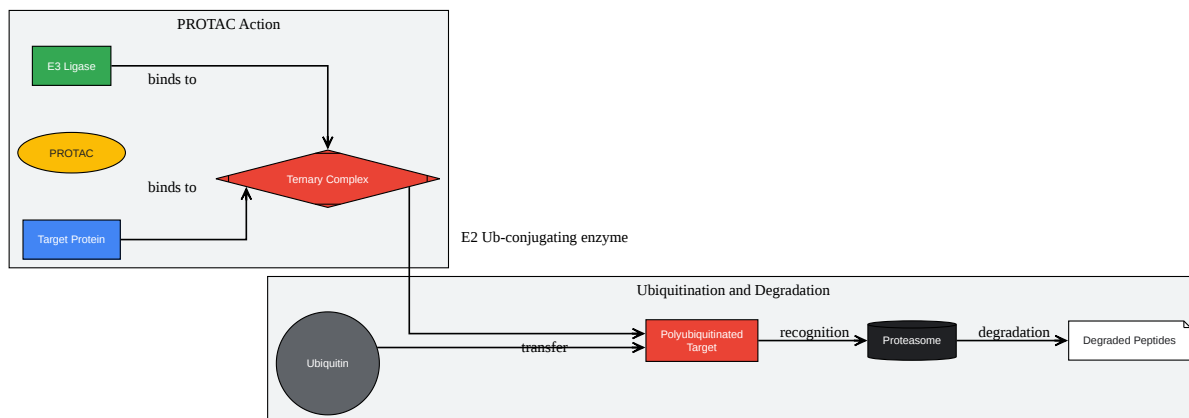 PROTAC Action
E3 Ligase
binds to
PROTAC
Ternary Complex
binds to
Target Protein
E2 Ub-conjugating enzyme
Ubiquitination and Degradation
Ubiquitin
transfer
Polyubiquitinated
Target
recognition
Proteasome
degradation
Degraded Peptides